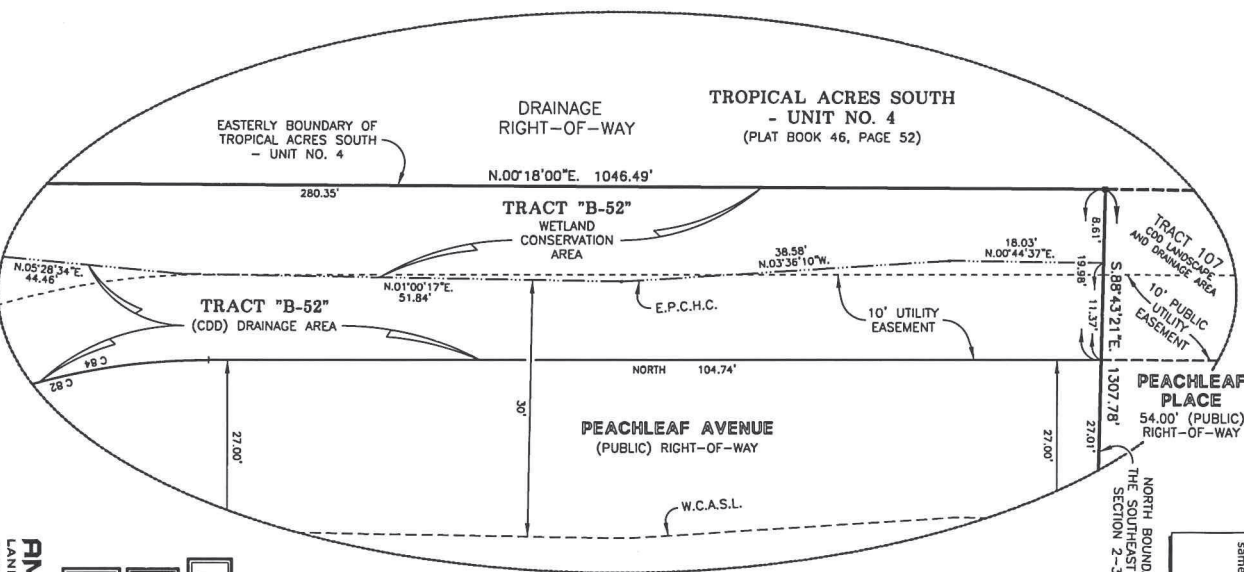 TROPICAL ACRES SOUTH
- UNIT NO. 4
(PLAT BOOK 46, PAGE 52)
DRAINAGE
RIGHT-OF-WAY
EASTERLY BOUNDARY OF
TROPICAL ACRES SOUTH
- UNIT NO. 4
N.00°18'00"E. 1046.49'
280.35'
TRACT "B-52"
WETLAND
CONSERVATION
AREA
8.61'
19.98'
11.37'
S.88°43'21"E. 1307.78'
27.01'
TRACT 107
CDD LANDSCAPE
AND DRAINAGE AREA
10' PUBLIC
UTILITY
EASEMENT
18.03'
N.00°44'37"E.
38.58'
N.03°36'10"W.
N.05°28'34"E.
44.46'
N.01°00'17"E.
51.84'
E.P.C.H.C.
10' UTILITY
EASEMENT
TRACT "B-52"
(CDD) DRAINAGE AREA
C84
C82
NORTH 104.74'
PEACHLEAF
PLACE
54.00' (PUBLIC)
RIGHT-OF-WAY
30'
27.00'
27.00'
PEACHLEAF AVENUE
(PUBLIC) RIGHT-OF-WAY
W.C.A.S.L.
NORTH BOUND
THE SOUTHEAST
SECTION 2-3
same
AN
LAN